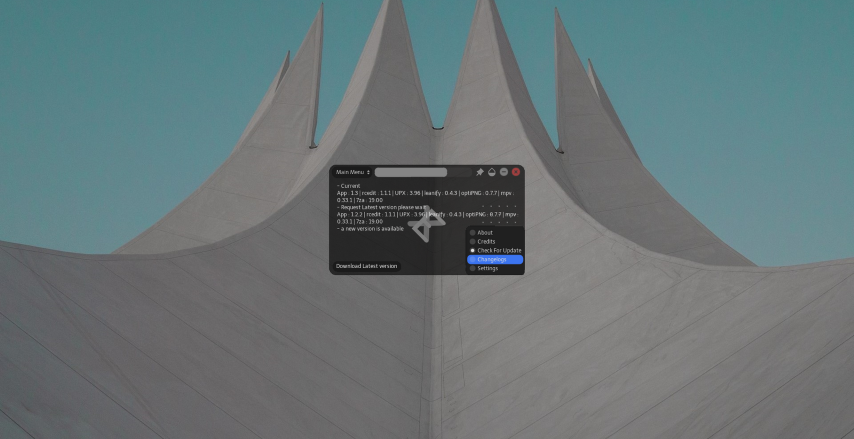 Main Menu
- Current
App : 1.3 | rcedit : 1.1.1 | UPX : 3.96 | leanify : 0.4.3 | optiPNG : 0.7.7 | mpv :
0.33.1 | 7za : 19.00
- Request Latest version please wait
App : 1.2.2 | rcedit : 1.1.1 | UPX : 3.96 | leanify : 0.4.3 | optiPNG : 0.7.7 | mpv :
0.33.1 | 7za : 19.00
- a new version is available
About
Credits
Check For Update
Changelogs
Settings
Download Latest version